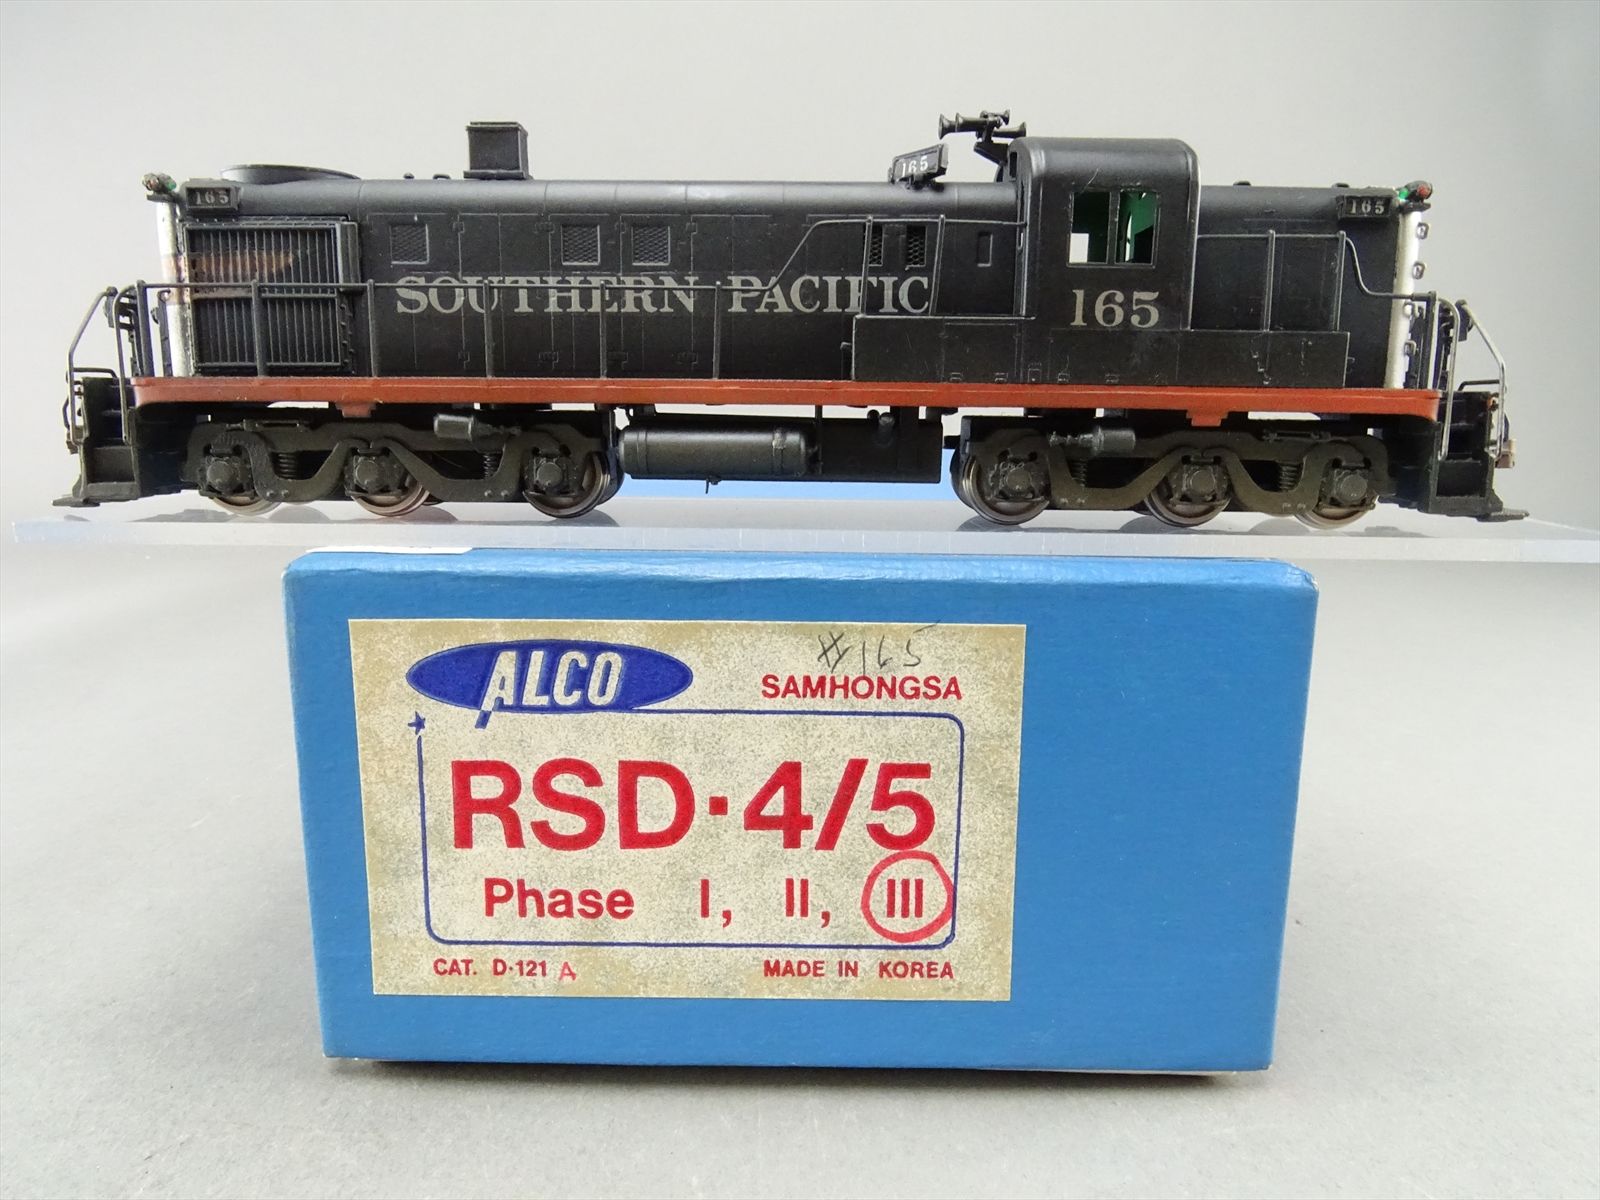 165
165
165
SOUTHERN PACIFIC
165
#165
ALCO
SAMHONGSA
RSD·4/5
Phase I, II, III
CAT. D·121 A
MADE IN KOREA